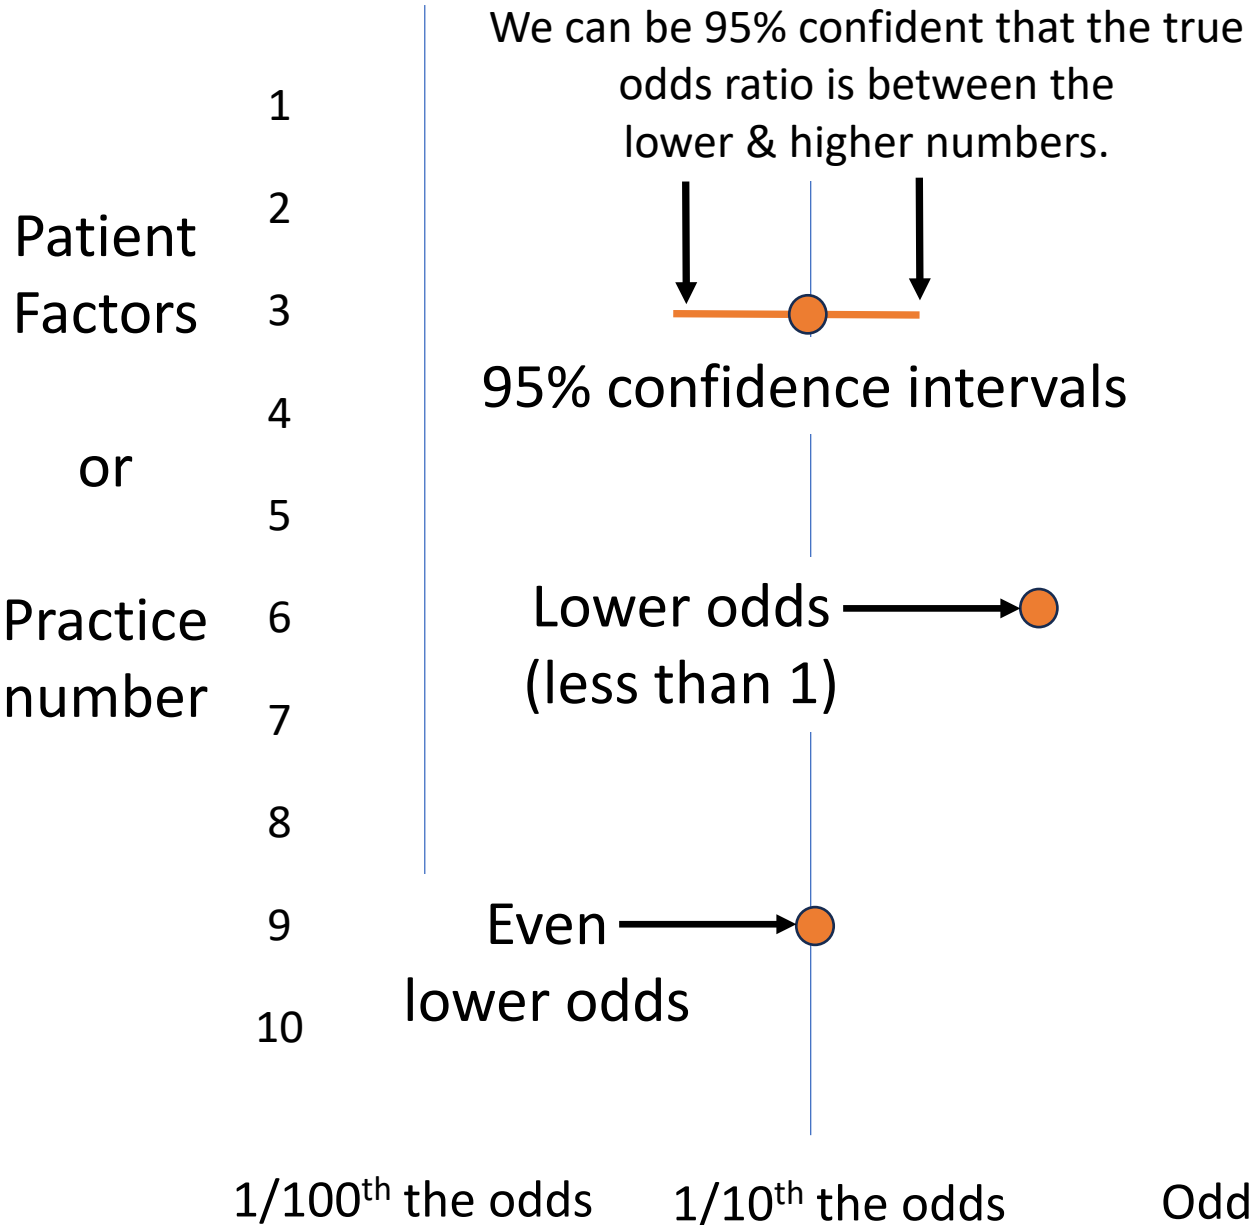 We can be 95% confident that the true
odds ratio is between the
lower & higher numbers.
1
2
Patient
Factors
3
95% confidence intervals
4
or
5
Practice
number
6
Lower odds
(less than 1)
7
8
9
Even
lower odds
10
1/100th the odds
1/10th the odds
Odd